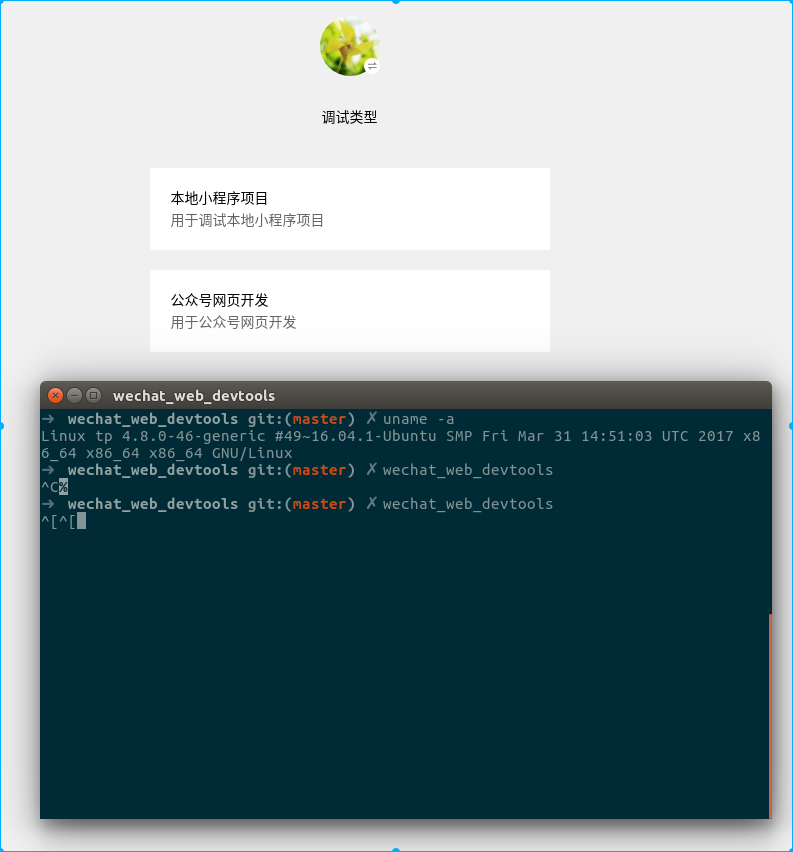 调试类型
本地小程序项目
用于调试本地小程序项目
公众号网页开发
用于公众号网页开发
wechat_web_devtools
➜  wechat_web_devtools git:(master) ✗ uname -a
Linux tp 4.8.0-46-generic #49~16.04.1-Ubuntu SMP Fri Mar 31 14:51:03 UTC 2017 x8
6_64 x86_64 x86_64 GNU/Linux
➜  wechat_web_devtools git:(master) ✗ wechat_web_devtools
^C%
➜  wechat_web_devtools git:(master) ✗ wechat_web_devtools
^[^[